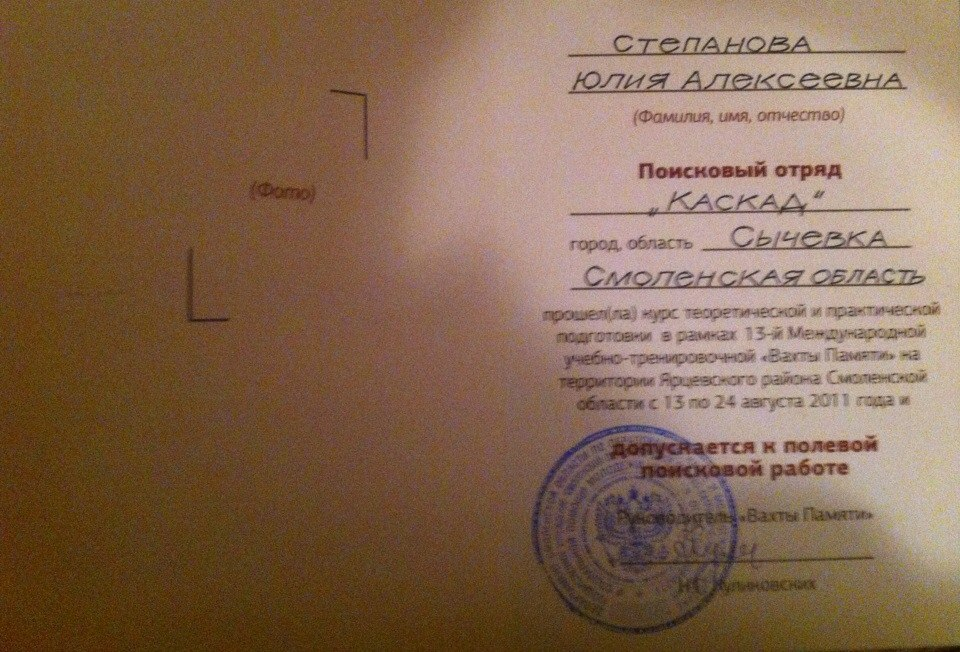 (Фото)
Степанова
Юлия Алексеевна
(Фамилия, имя, отчество)
Поисковый отряд
„Каскад“
город, область Сычевка
Смоленская область
прошел(ла) курс теоретической и практической
подготовки в рамках 13-й Международной
учебно-тренировочной «Вахты Памяти» на
территории Ярцевского района Смоленской
области с 13 по 24 августа 2011 года и
допускается к полевой
поисковой работе
Руководитель «Вахты Памяти»
Куликовских